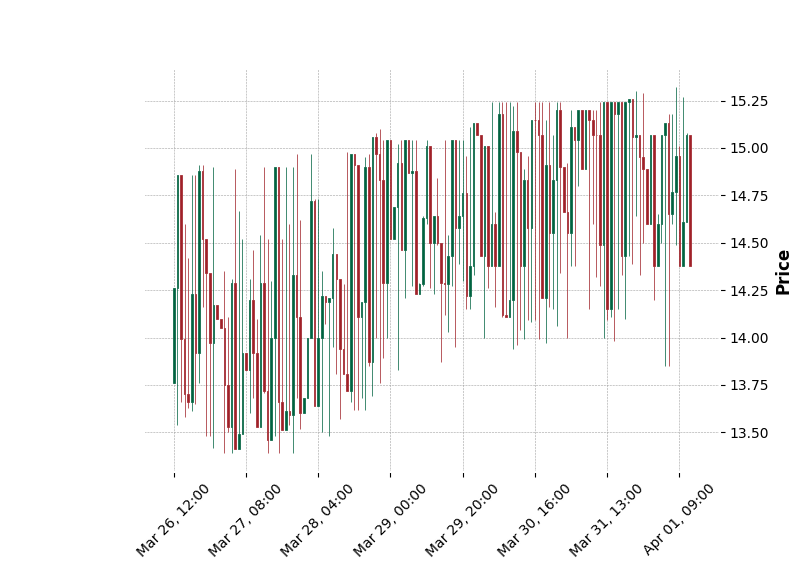 15.25
15.00
14.75
14.50
14.25
14.00
13.75
13.50
Price
Mar 26, 12:00
Mar 27, 08:00
Mar 28, 04:00
Mar 29, 00:00
Mar 29, 20:00
Mar 30, 16:00
Mar 31, 13:00
Apr 01, 09:00